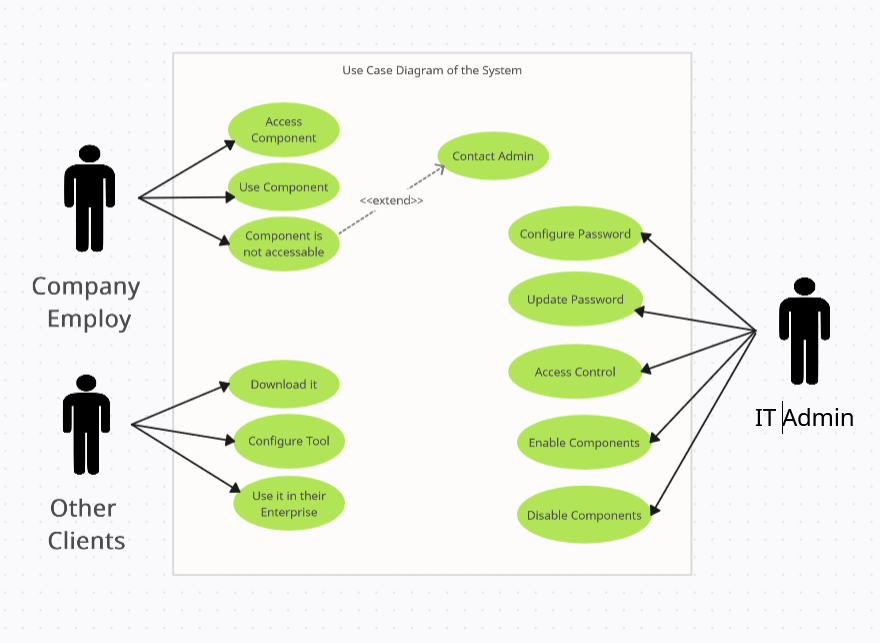 Use Case Diagram of the System
Access
Component
Use Component
Component is
not accessable
<<extend>>
Contact Admin
Company
Employ
Download it
Configure Tool
Use it in their
Enterprise
Other
Clients
Configure Password
Update Password
Access Control
Enable Components
Disable Components
IT Admin